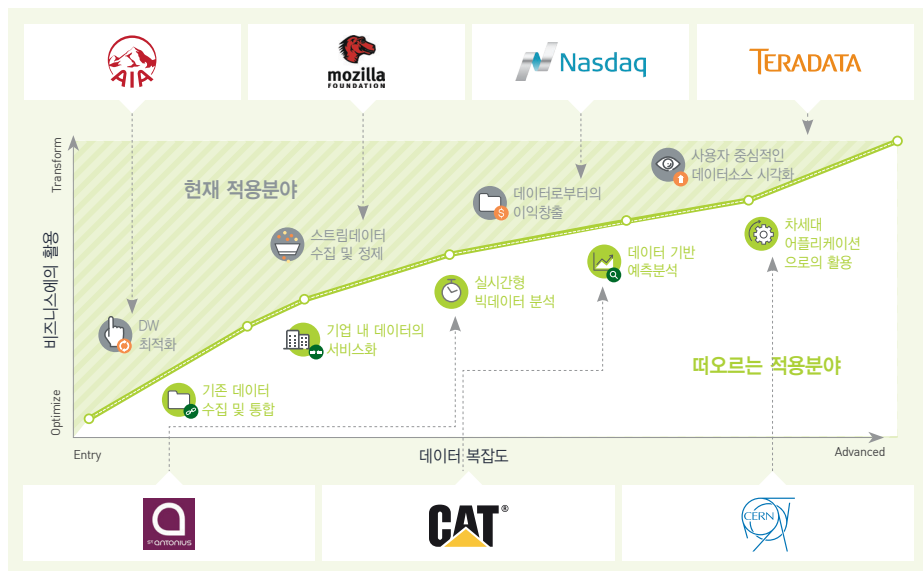 AIA
mozilla
FOUNDATION
Nasdaq
TERADATA
Transform
비즈니스에의 활용
Optimize
현재 적용분야
사용자 중심적인
데이터소스 시각화
데이터로부터의
이익창출
$
스트림데이터
수집 및 정제
차세대
어플리케이션
으로의 활용
데이터 기반
예측분석
실시간형
빅데이터 분석
DW
최적화
기업 내 데이터의
서비스화
떠오르는 적용분야
기존 데이터
수집 및 통합
Entry
데이터 복잡도
Advanced
ST antonius
CAT®
CERN